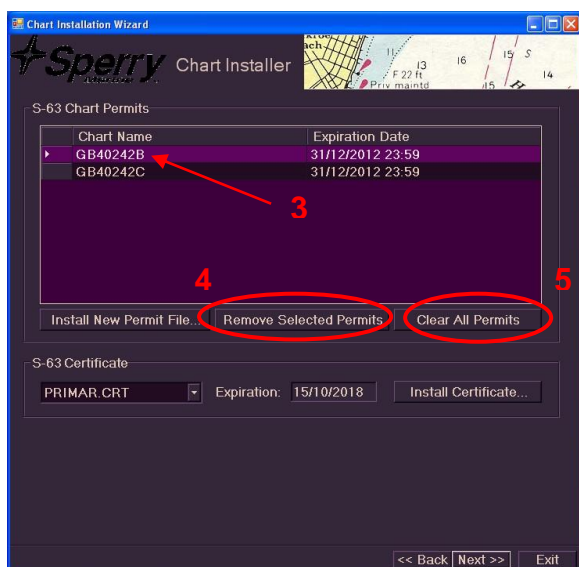 Chart Installation Wizard
ach
11
13
16
15
S
F 22 ft
14
Priv maintd
15
Sperry
Chart Installer
S-63 Chart Permits
Chart Name Expiration Date
GB40242B 31/12/2012 23:59
GB40242C 31/12/2012 23:59
3
4
5
Install New Permit File... Remove Selected Permits Clear All Permits
S-63 Certificate
PRIMAR.CRT Expiration: 15/10/2018 Install Certificate...
<< Back Next >> Exit